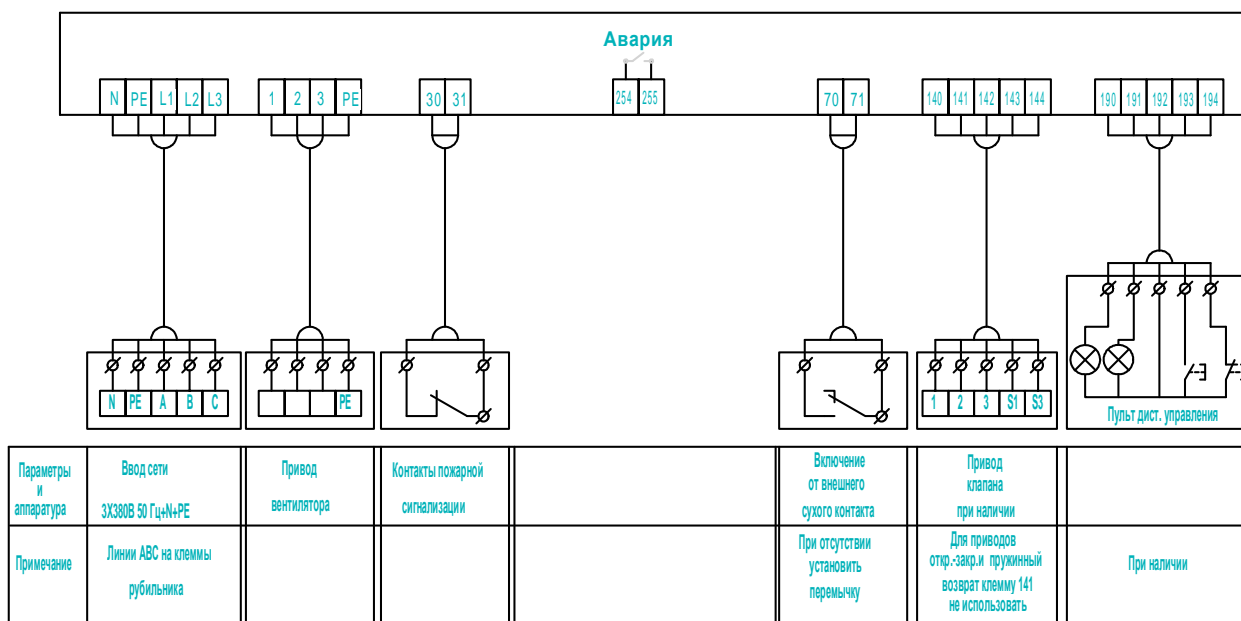 Авария
N PE L1 L2 L3
1 2 3 PE
30 31
254 255
70 71
140 141 142 143 144
190 191 192 193 194
N PE A B C
PE
1 2 3 S1 S3
Пульт дист. управления
Параметры
и
аппаратура
Ввод сети
3Х380В 50 Гц+N+PE
Привод
вентилятора
Контакты пожарной
сигнализации
Включение
от внешнего
сухого контакта
Привод
клапана
при наличии
Примечание
Линии ABC на клеммы
рубильника
При отсутствии
установить
перемычку
Для приводов
откр.-закр.и пружинный
возврат клемму 141
не использовать
При наличии